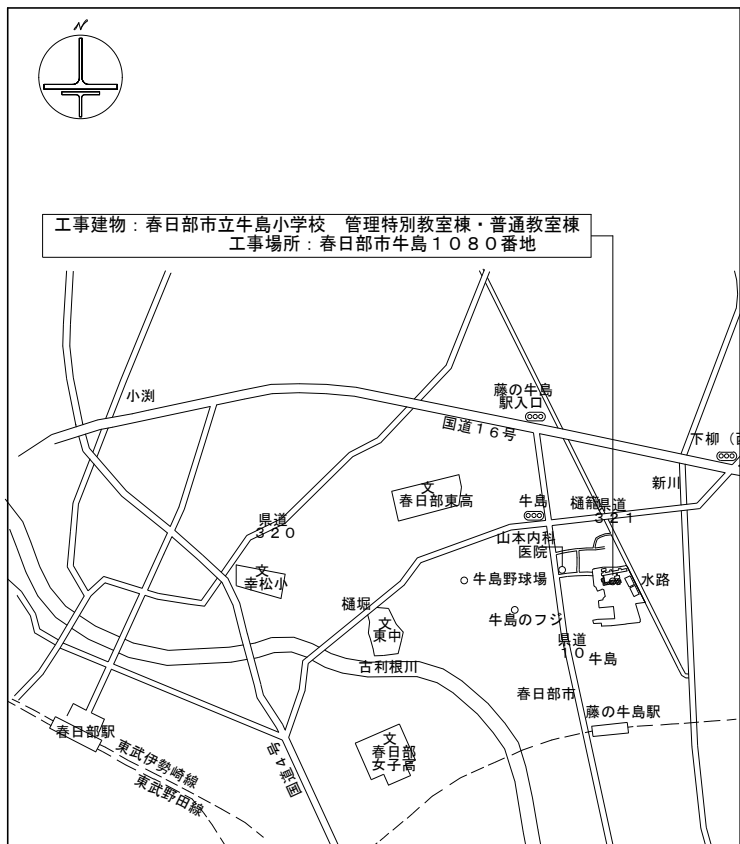 N
工事建物：春日部市立牛島小学校　管理特別教室棟・普通教室棟
工事場所：春日部市牛島１０８０番地
小渕
藤の牛島
駅入口
国道１６号
下柳
新川
文
春日部東高
牛島
樋籠
県道
３２１
県道
３２０
山本内科
医院
文
幸松小
牛島野球場
水路
樋堀
牛島のフジ
文
東中
県道
１０
牛島
古利根川
春日部市
藤の牛島駅
春日部駅
文
春日部
女子高
国道４号
東武伊勢崎線
東武野田線